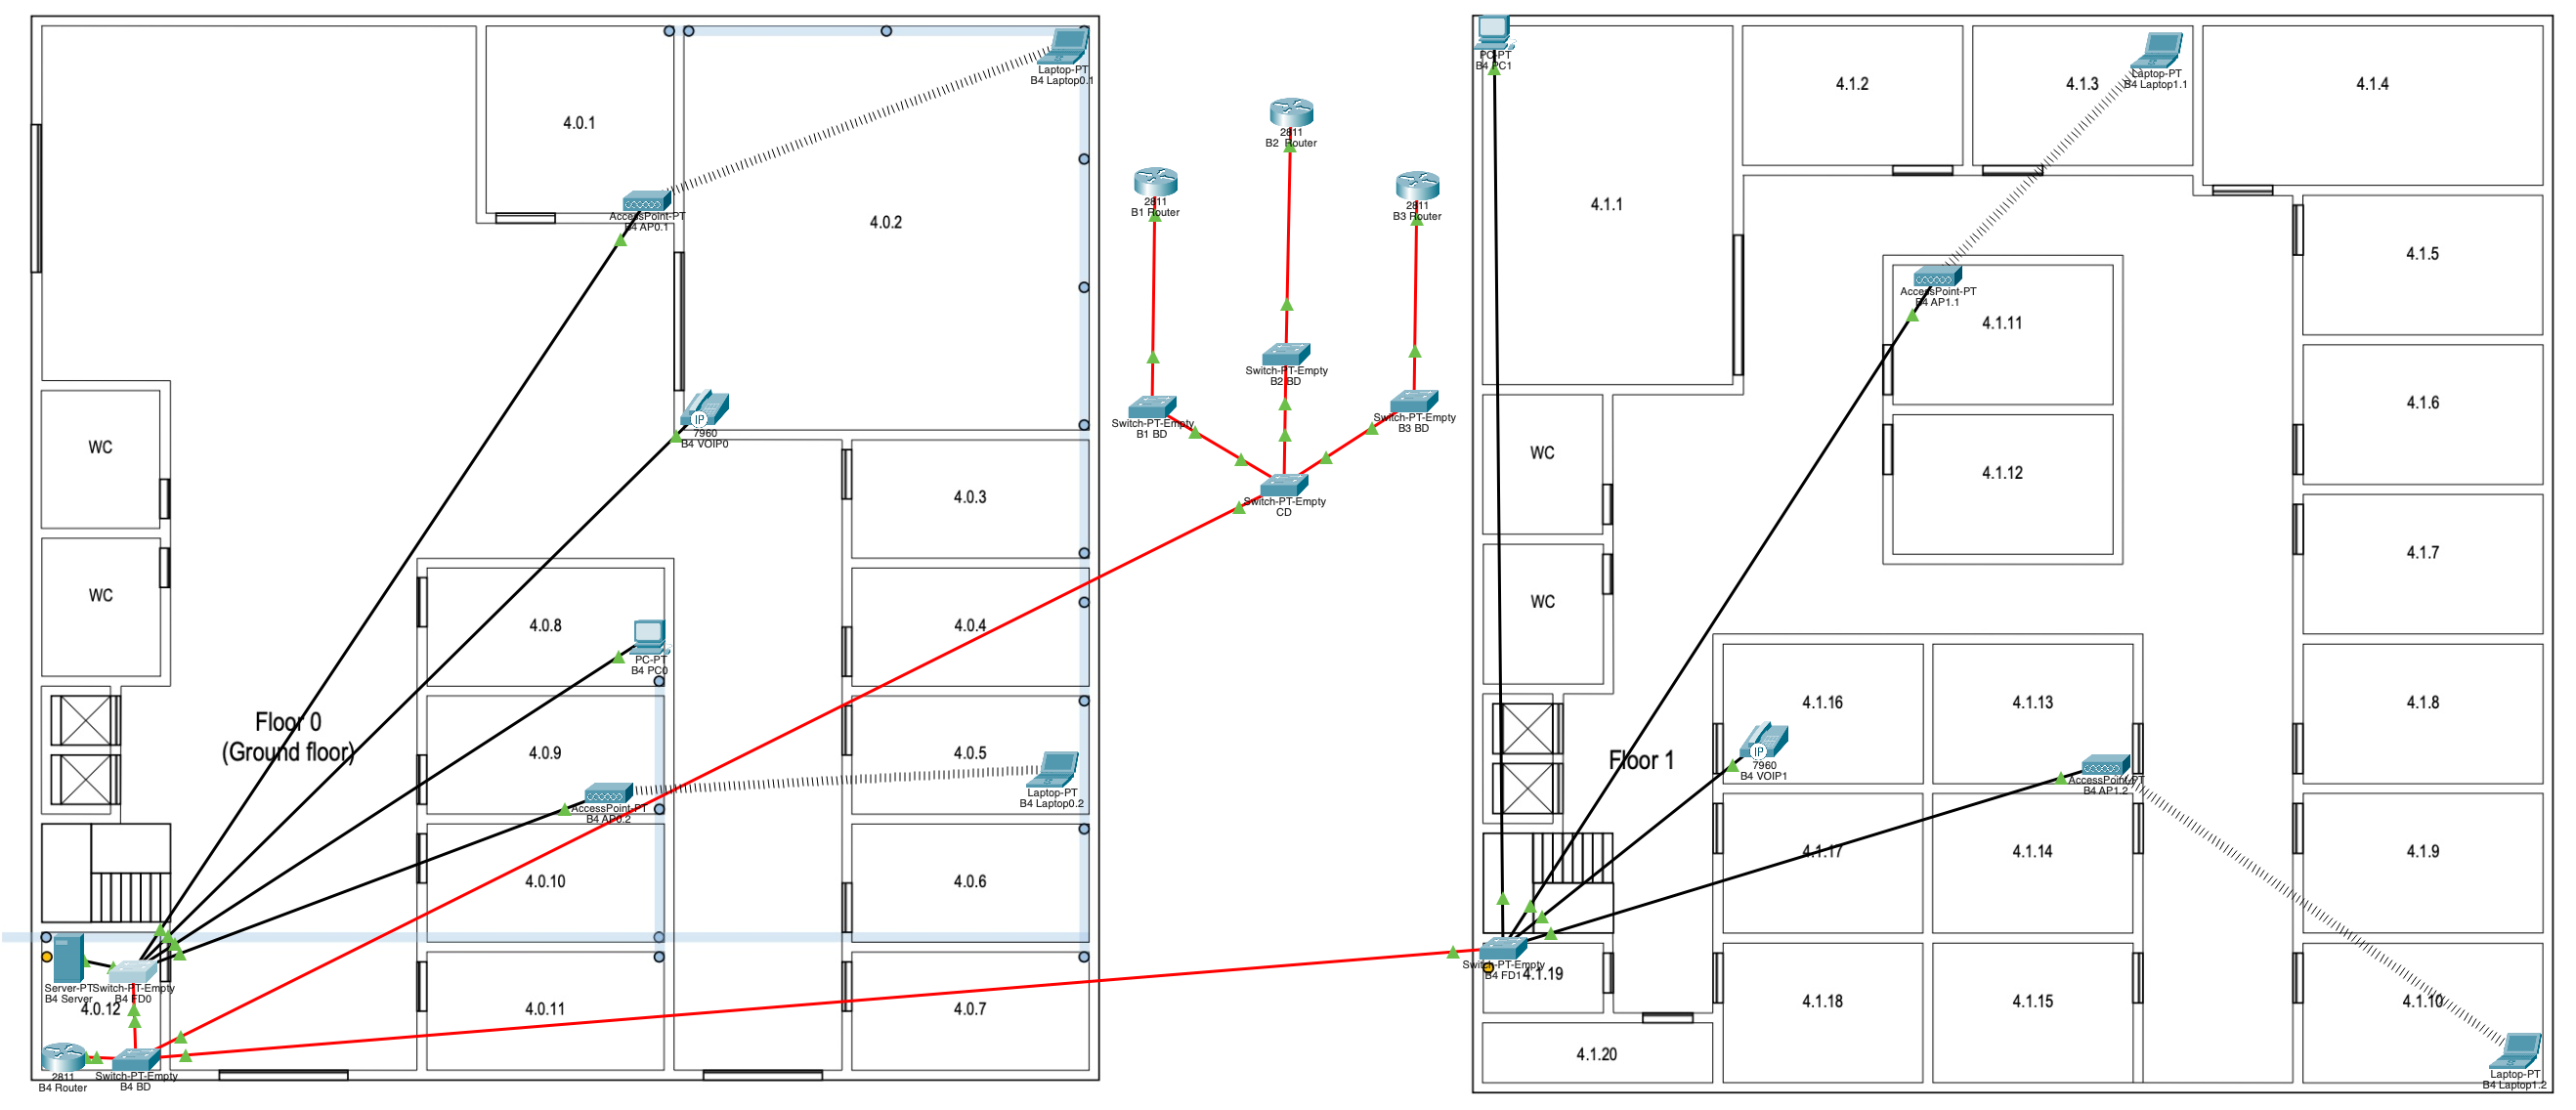 4.0.1
Laptop-PT
B4 Laptop0.1
AccessPoint-PT
B4 AP0.1
4.0.2
7960
B4 VOIP0
IP
WC
WC
4.0.3
4.0.4
4.0.8
PC-PT
B4 PC0
Floor 0
(Ground floor)
4.0.9
AccessPoint-PT
B4 AP0.2
4.0.5
Laptop-PT
B4 Laptop0.2
4.0.10
4.0.6
Server-PT
B4 Server
Switch-PT-Empty
B4 FD0
4.0.12
4.0.11
4.0.7
2811
B4 Router
Switch-PT-Empty
B4 BD
2811
B2 Router
2811
B1 Router
2811
B3 Router
Switch-PT-Empty
B2 BD
Switch-PT-Empty
B1 BD
Switch-PT-Empty
B3 BD
Switch-PT-Empty
CD
PC-PT
B4 PC1
4.1.1
4.1.2
4.1.3
Laptop-PT
B4 Laptop1.1
4.1.4
4.1.5
AccessPoint-PT
B4 AP1.1
4.1.11
4.1.6
4.1.12
WC
WC
4.1.7
4.1.16
4.1.13
4.1.8
IP
7960
B4 VOIP1
Floor 1
AccessPoint-PT
B4 AP1.2
4.1.17
4.1.14
4.1.9
Switch-PT-Empty
B4 FD1
4.1.19
4.1.18
4.1.15
4.1.10
4.1.20
Laptop-PT
B4 Laptop1.2